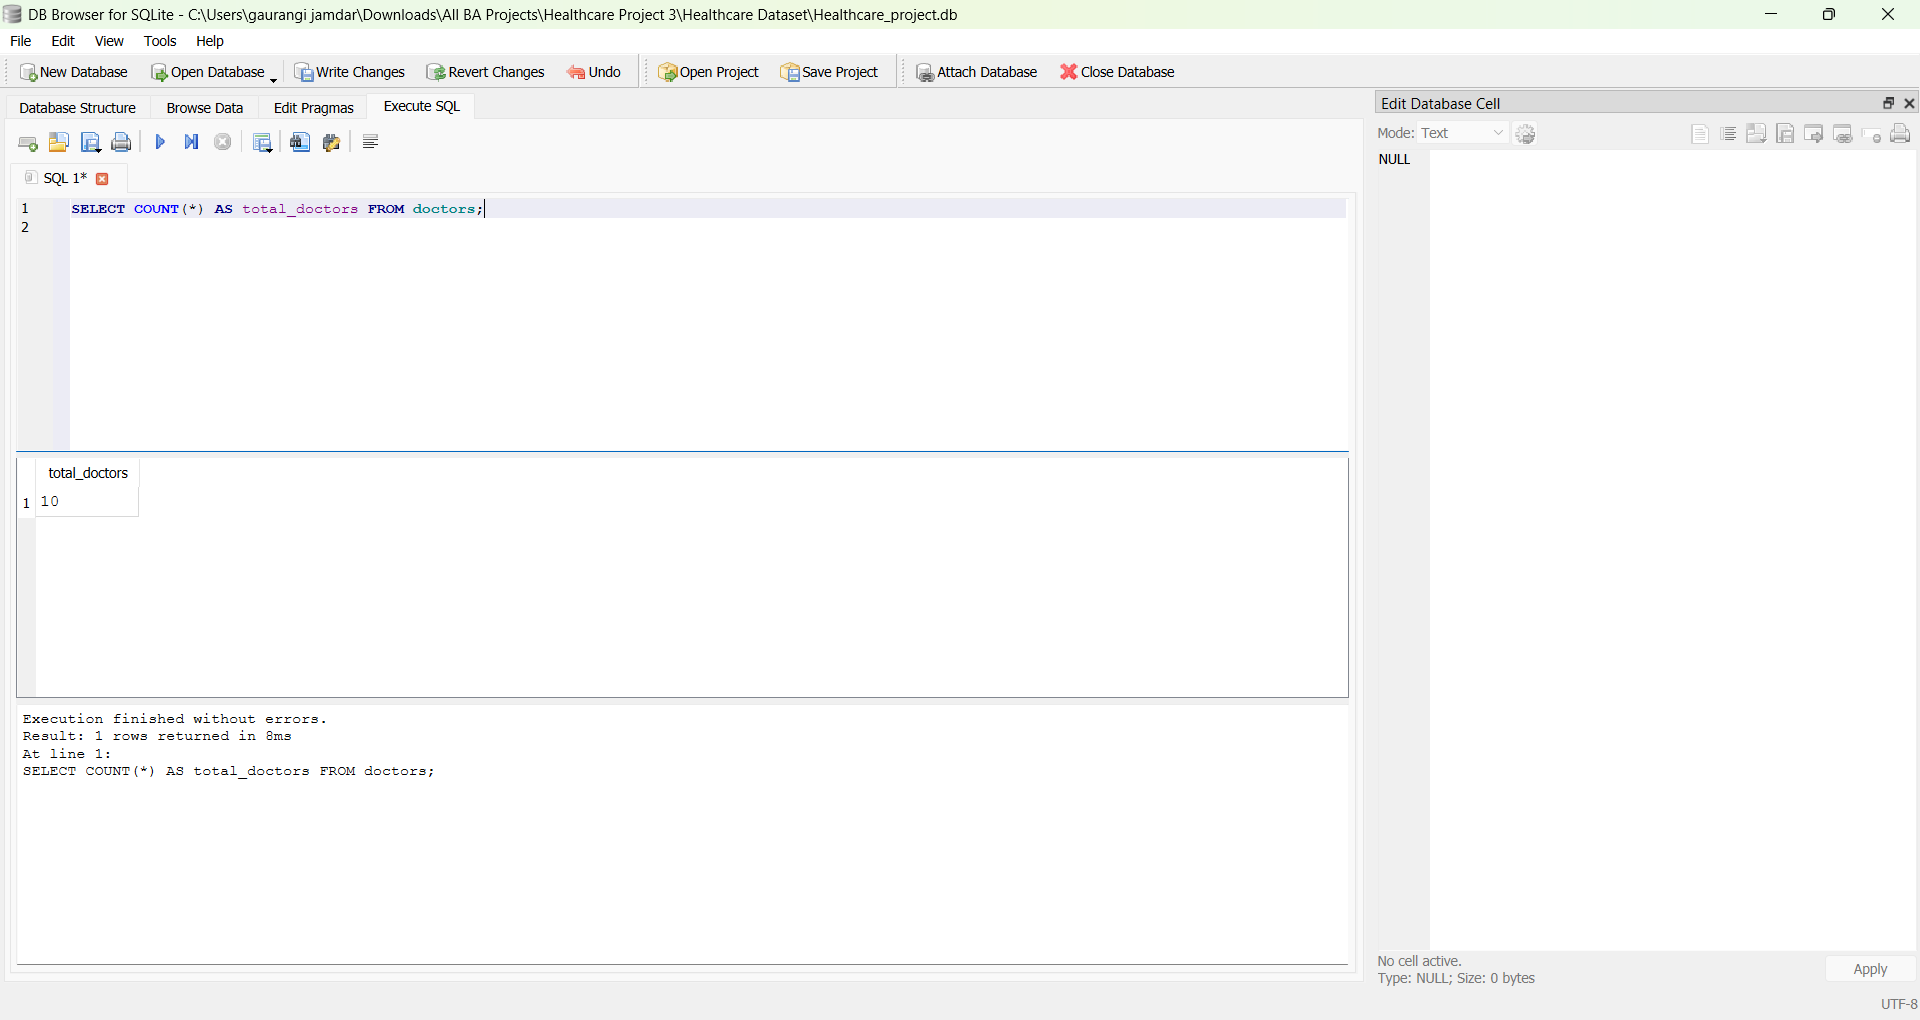 DB Browser for SQLite - C:\Users\gaurangi jamdar\Downloads\All BA Projects\Healthcare Project 3\Healthcare Dataset\Healthcare_project.db
File Edit View Tools Help
New Database Open Database Write Changes Revert Changes Undo Open Project Save Project Attach Database Close Database
Database Structure Browse Data Edit Pragmas Execute SQL
SQL 1*
1 SELECT COUNT(*) AS total_doctors FROM doctors;
2
total_doctors
1 10
Execution finished without errors.
Result: 1 rows returned in 8ms
At line 1:
SELECT COUNT(*) AS total_doctors FROM doctors;
Edit Database Cell
Mode: Text
NULL
No cell active.
Type: NULL; Size: 0 bytes
Apply
UTF-8